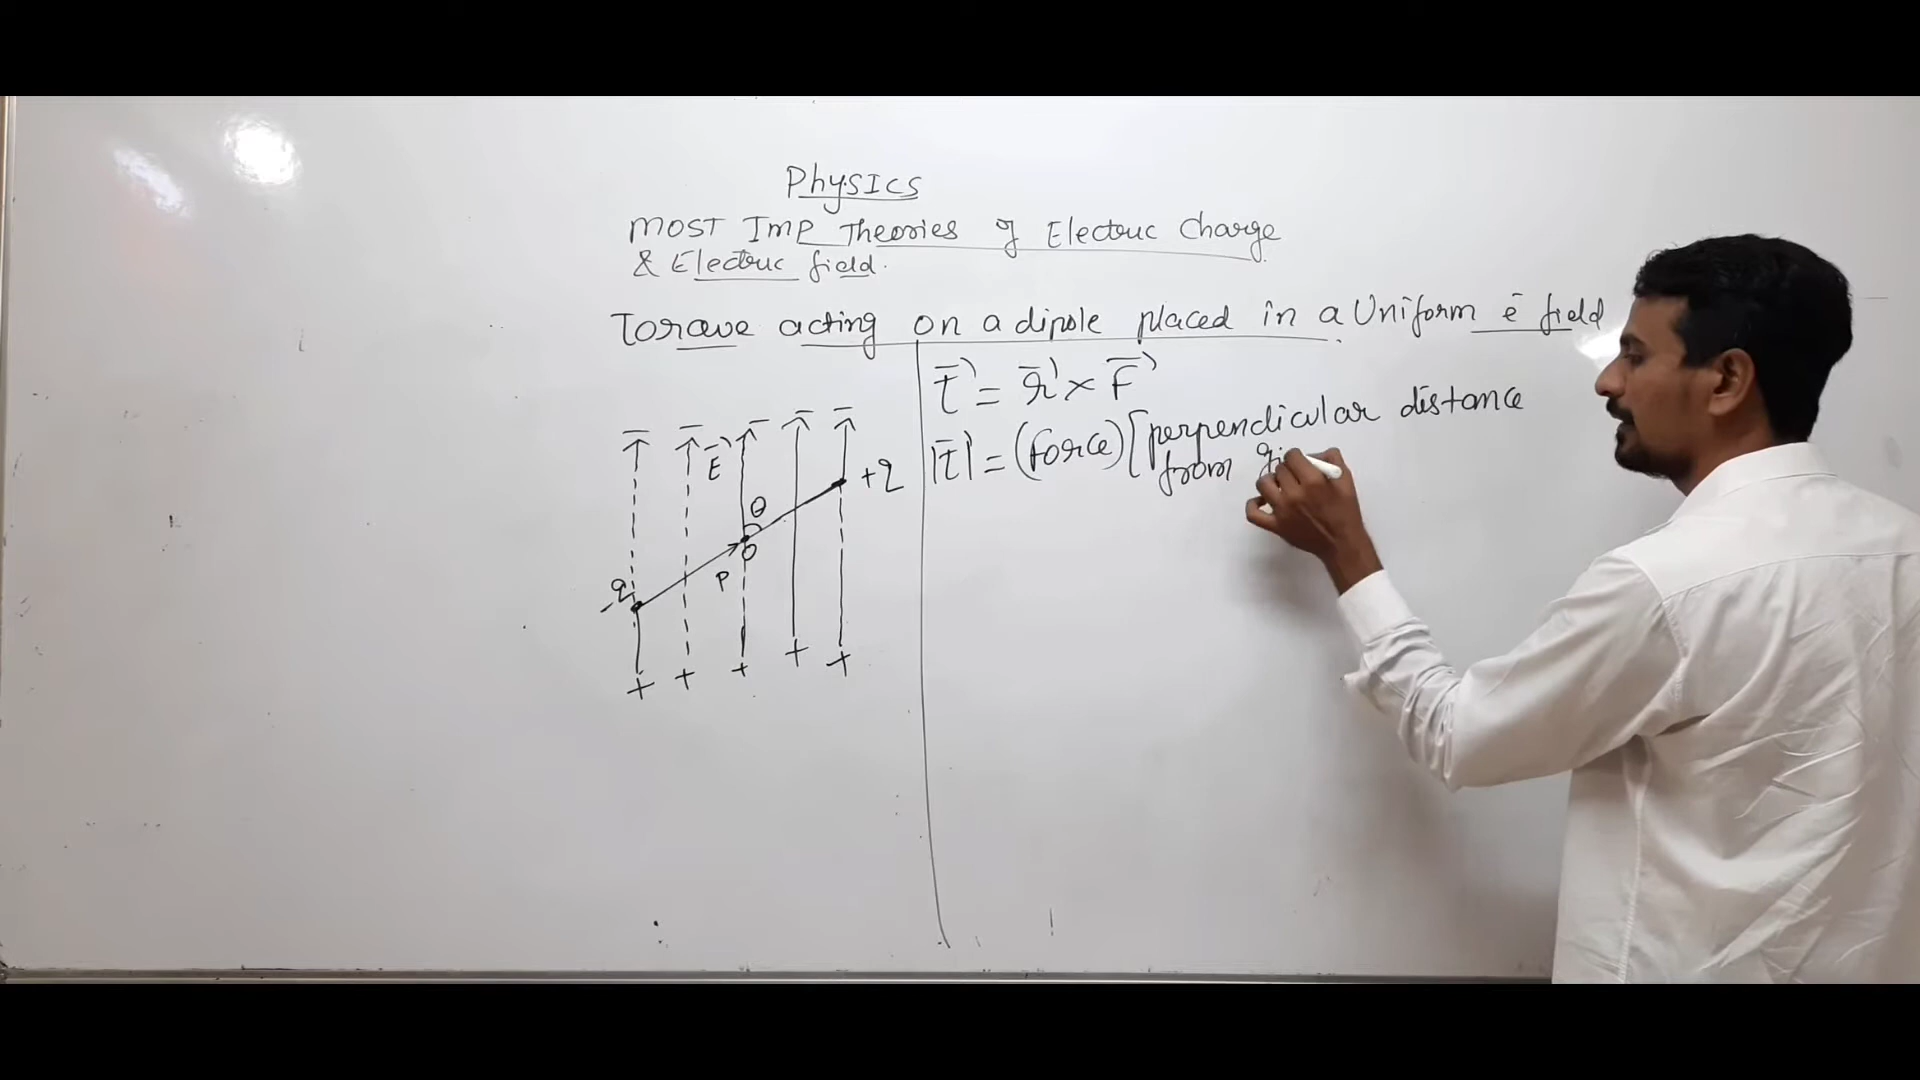 Physics
MOST Imp Theories of Electric Charge
& Electric field.
Torque acting on a dipole placed in a Uniform ē field
τ⃗ = r⃗ × F⃗
|τ⃗| = (force) [perpendicular distance
from
E⃗
+q
θ
O
P
-q
+ + + + +